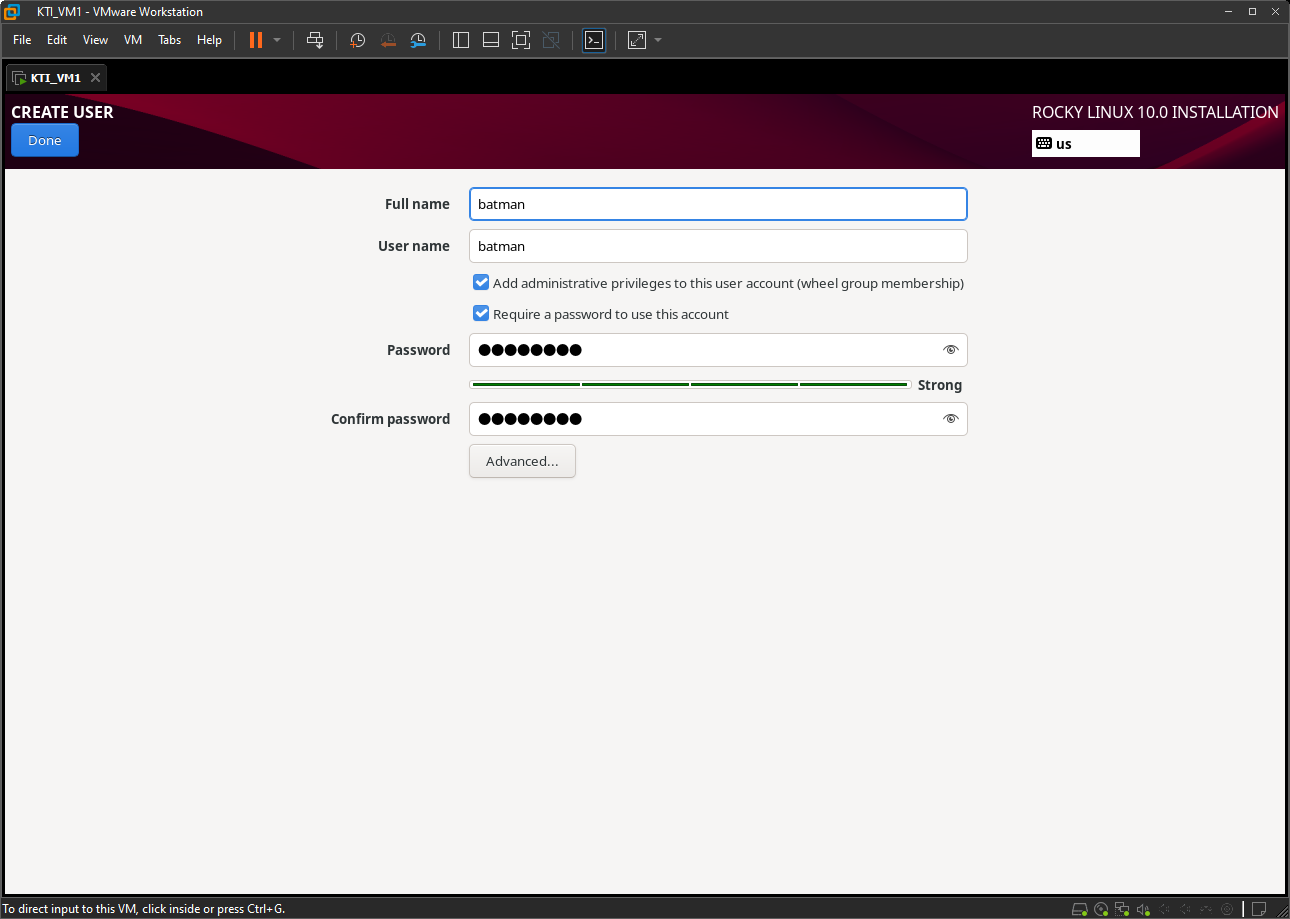 KTI_VM1 - VMware Workstation
File Edit View VM Tabs Help
KTI_VM1
CREATE USER
ROCKY LINUX 10.0 INSTALLATION
Done
us
Full name batman
User name batman
Add administrative privileges to this user account (wheel group membership)
Require a password to use this account
Password ●●●●●●●●
Strong
Confirm password ●●●●●●●●
Advanced...
To direct input to this VM, click inside or press Ctrl+G.